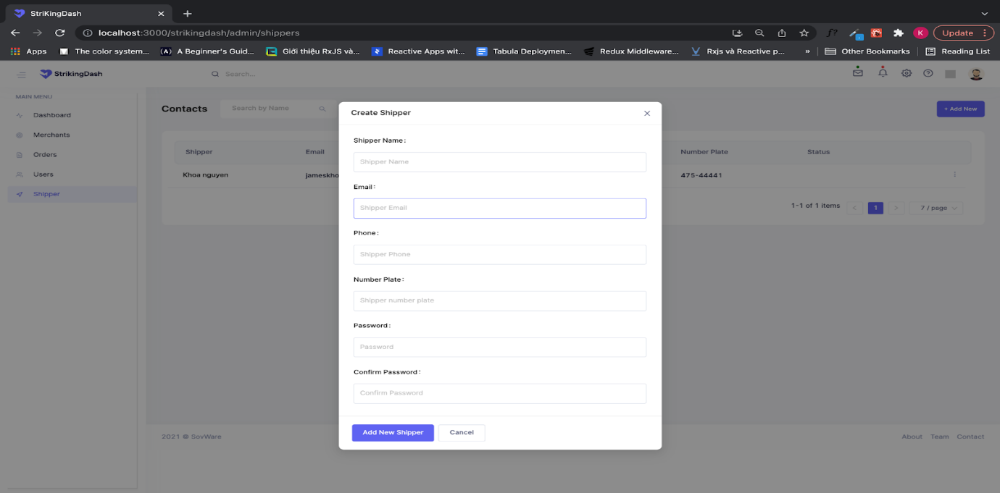 StriKingDash
localhost:3000/strikingdash/admin/shippers
K
Update
Apps
The color system...
A Beginner's Guid...
Giới thiệu RxJS và...
Reactive Apps wit...
Tabula Deploymen...
Redux Middleware...
Rxjs và Reactive p...
»
Other Bookmarks
Reading List
StrikingDash
Search...
MAIN MENU
Dashboard
Merchants
Orders
Users
Shipper
Contacts
Search by Name
+ Add New
Shipper
Email
Number Plate
Status
Khoa nguyen
jameskho
475-44441
1-1 of 1 items
<
1
>
7 / page
Create Shipper
Shipper Name:
Shipper Name
Email:
Shipper Email
Phone:
Shipper Phone
Number Plate:
Shipper number plate
Password:
Password
Confirm Password:
Confirm Password
Add New Shipper
Cancel
2021 © SovWare
About
Team
Contact